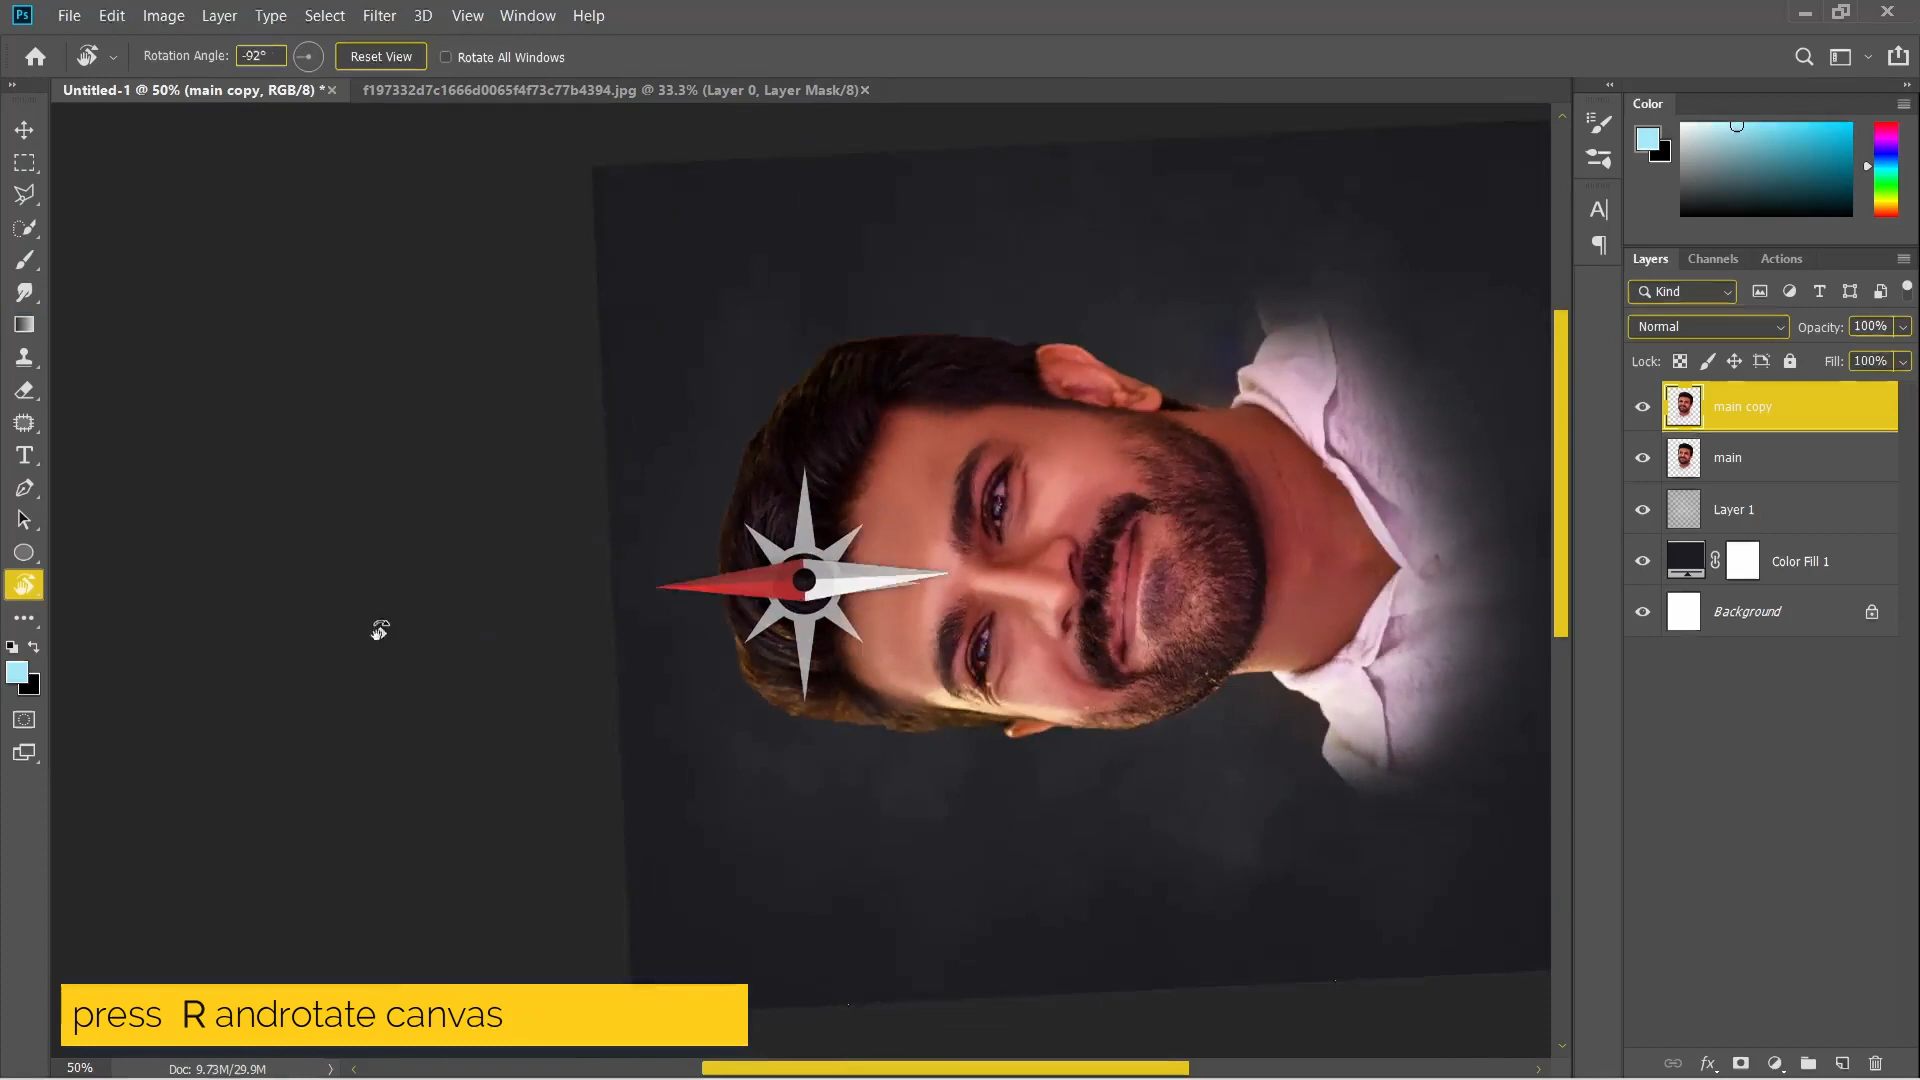 Ps File Edit Image Layer Type Select Filter 3D View Window Help
Rotation Angle: -92° Reset View Rotate All Windows
Untitled-1 @ 50% (main copy, RGB/8) * f197332d7c1666d0065f4f73c77b4394.jpg @ 33.3% (Layer 0, Layer Mask/8)
Color
Layers Channels Actions
Kind
Normal Opacity: 100%
Lock: Fill: 100%
main copy
main
Layer 1
Color Fill 1
Background
press R androtate canvas
50% Doc: 9.73M/29.9M